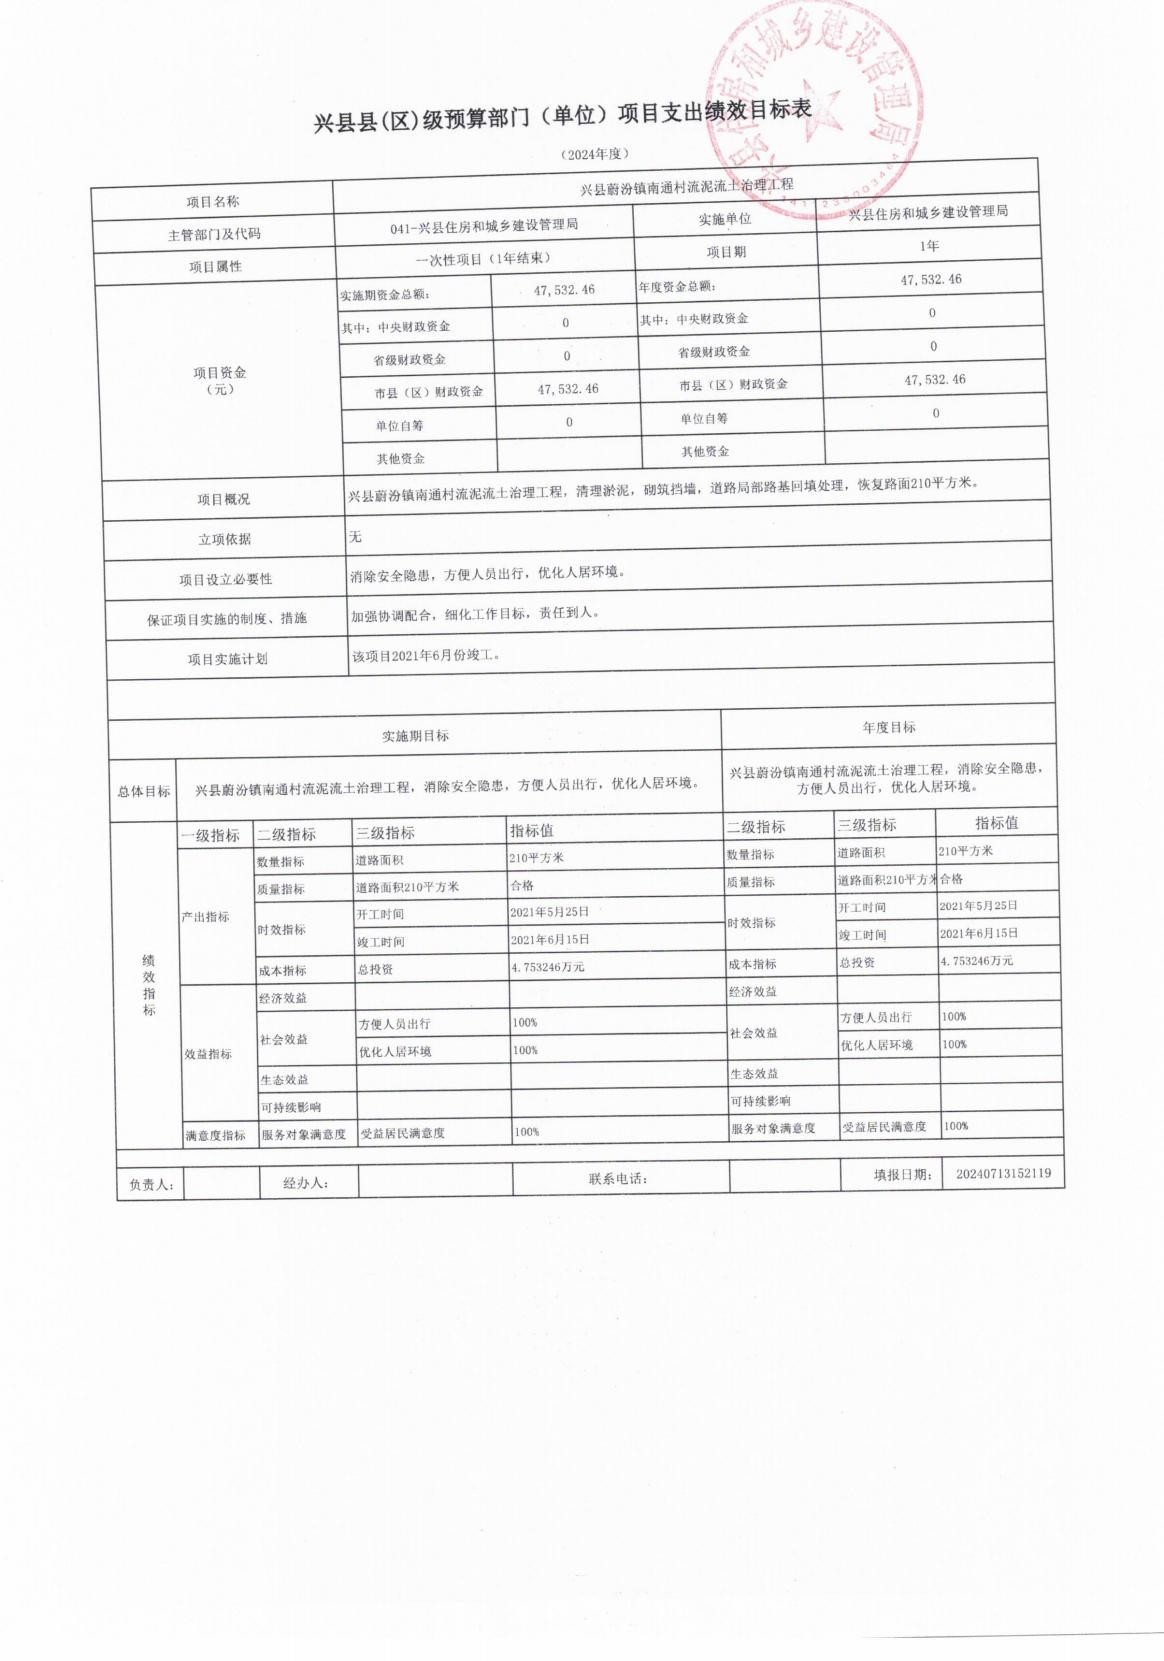 兴县县(区)级预算部门（单位）项目支出绩效目标表
（2024年度）
项目名称 兴县蔚汾镇南通村流泥流土治理工程
主管部门及代码 041-兴县住房和城乡建设管理局 实施单位 兴县住房和城乡建设管理局
项目属性 一次性项目（1年结束） 项目期 1年
项目资金
（元）
实施期资金总额： 47,532.46 年度资金总额： 47,532.46
其中：中央财政资金 0 其中：中央财政资金 0
省级财政资金 0 省级财政资金 0
市县（区）财政资金 47,532.46 市县（区）财政资金 47,532.46
单位自筹 0 单位自筹 0
其他资金 其他资金
项目概况 兴县蔚汾镇南通村流泥流土治理工程，清理淤泥，砌筑挡墙，道路局部路基回填处理，恢复路面210平方米。
立项依据 无
项目设立必要性 消除安全隐患，方便人员出行，优化人居环境。
保证项目实施的制度、措施 加强协调配合，细化工作目标，责任到人。
项目实施计划 该项目2021年6月份竣工。
实施期目标 年度目标
总体目标 兴县蔚汾镇南通村流泥流土治理工程，消除安全隐患，方便人员出行，优化人居环境。 兴县蔚汾镇南通村流泥流土治理工程，消除安全隐患，
方便人员出行，优化人居环境。
绩效指标
一级指标 二级指标 三级指标 指标值 二级指标 三级指标 指标值
产出指标
数量指标 道路面积 210平方米 数量指标 道路面积 210平方米
质量指标 道路面积210平方米 合格 质量指标 道路面积210平方米 合格
时效指标 开工时间 2021年5月25日 时效指标 开工时间 2021年5月25日
竣工时间 2021年6月15日 竣工时间 2021年6月15日
成本指标 总投资 4.753246万元 成本指标 总投资 4.753246万元
效益指标
经济效益 经济效益
社会效益 方便人员出行 100% 社会效益 方便人员出行 100%
优化人居环境 100% 优化人居环境 100%
生态效益 生态效益
可持续影响 可持续影响
满意度指标 服务对象满意度 受益居民满意度 100% 服务对象满意度 受益居民满意度 100%
负责人： 经办人： 联系电话： 填报日期： 20240713152119
兴县住房和城乡建设管理局